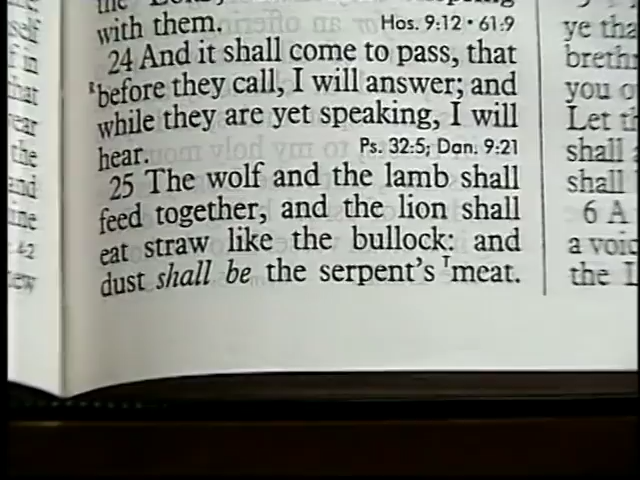 with them. Hos. 9:12 • 61:9
24 And it shall come to pass, that
ʀbefore they call, I will answer; and
while they are yet speaking, I will
hear. Ps. 32:5; Dan. 9:21
25 The wolf and the lamb shall
feed together, and the lion shall
eat straw like the bullock: and
dust shall be the serpent's ᵀmeat.
ye tha
breth
you o
Let th
shall
shall
6 A
a voic
the L